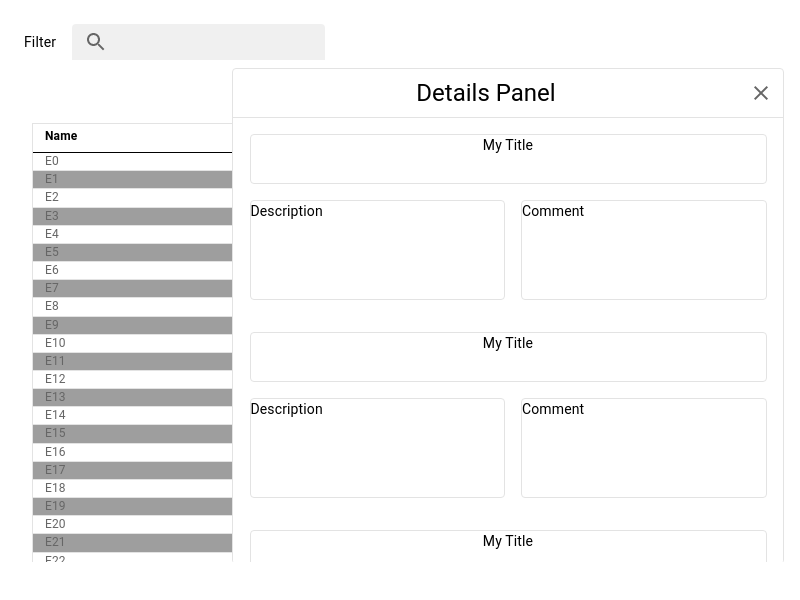 Filter
Details Panel
Name
E0
E1
E2
E3
E4
E5
E6
E7
E8
E9
E10
E11
E12
E13
E14
E15
E16
E17
E18
E19
E20
E21
E22
My Title
Description
Comment
My Title
Description
Comment
My Title